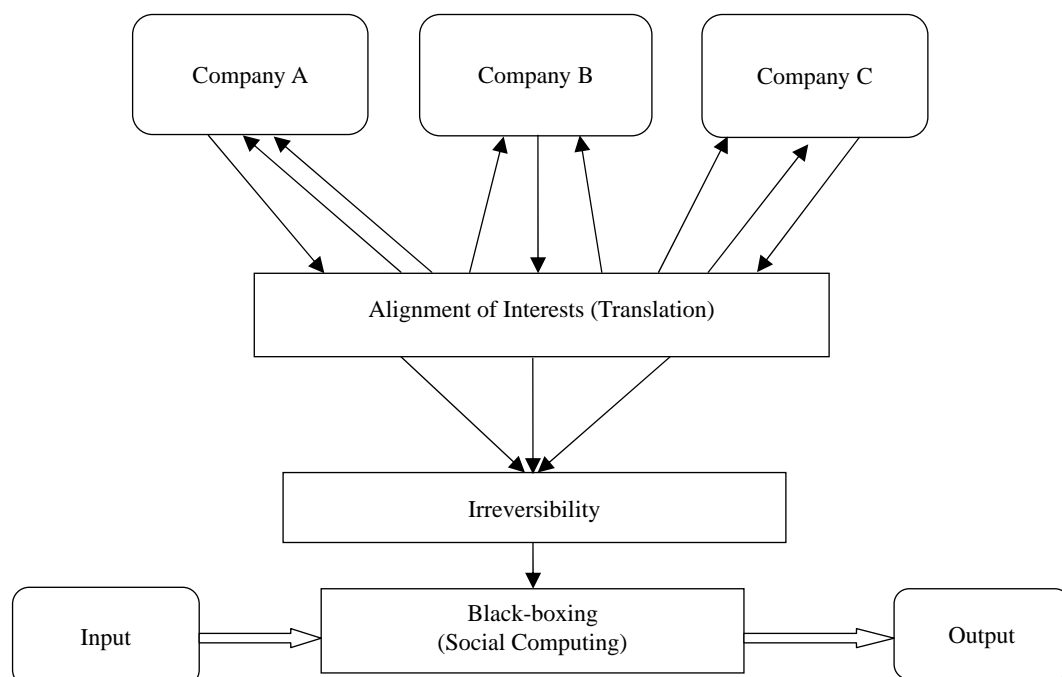 Company A
Company B
Company C
Alignment of Interests (Translation)
Irreversibility
Input
Black-boxing
(Social Computing)
Output